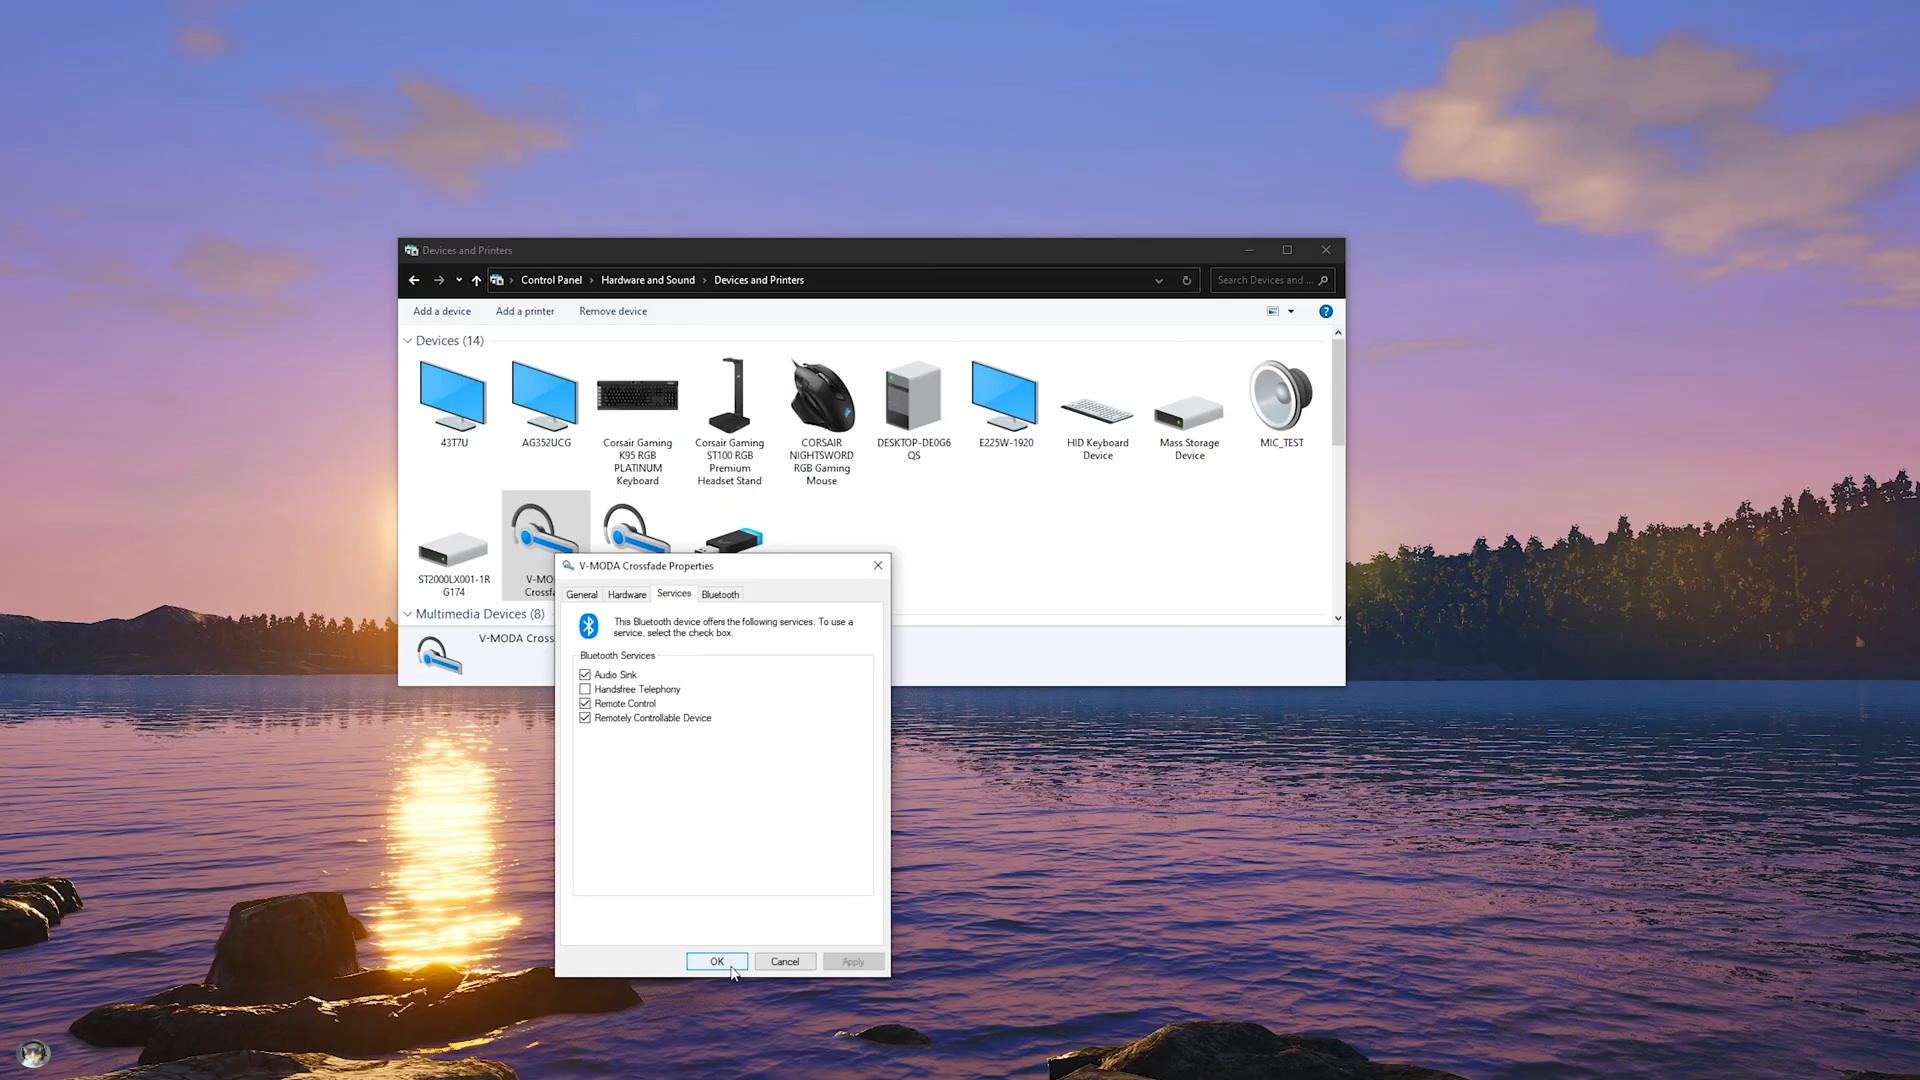 Devices and Printers
Control Panel > Hardware and Sound > Devices and Printers
Search Devices and ...
Add a device
Add a printer
Remove device
?
Devices (14)
43T7U
AG352UCG
Corsair Gaming
K95 RGB
PLATINUM
Keyboard
Corsair Gaming
ST100 RGB
Premium
Headset Stand
CORSAIR
NIGHTSWORD
RGB Gaming
Mouse
DESKTOP-DE0G6
QS
E225W-1920
HID Keyboard
Device
Mass Storage
Device
MIC_TEST
ST2000LX001-1R
G174
V-MO
Crossfa
Multimedia Devices (8)
V-MODA Cross
V-MODA Crossfade Properties
General
Hardware
Services
Bluetooth
This Bluetooth device offers the following services. To use a
service, select the check box.
Bluetooth Services
Audio Sink
Handsfree Telephony
Remote Control
Remotely Controllable Device
OK
Cancel
Apply